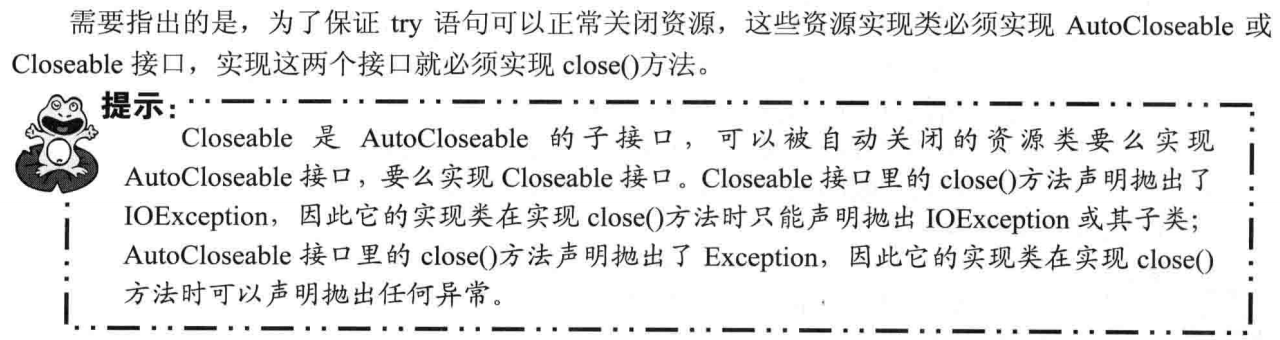 需要指出的是，为了保证 try 语句可以正常关闭资源，这些资源实现类必须实现 AutoCloseable 或
Closeable 接口，实现这两个接口就必须实现 close()方法。
提示：
Closeable 是 AutoCloseable 的子接口，可以被自动关闭的资源类要么实现
AutoCloseable 接口，要么实现 Closeable 接口。Closeable 接口里的 close()方法声明抛出了
IOException，因此它的实现类在实现 close()方法时只能声明抛出 IOException 或其子类；
AutoCloseable 接口里的 close()方法声明抛出了 Exception，因此它的实现类在实现 close()
方法时可以声明抛出任何异常。